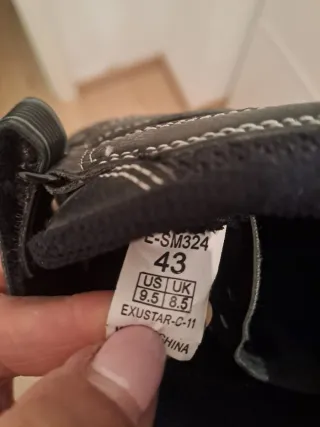 E-SM324
43
US UK
9.5 8.5
EXUSTAR-C-11
CHINA